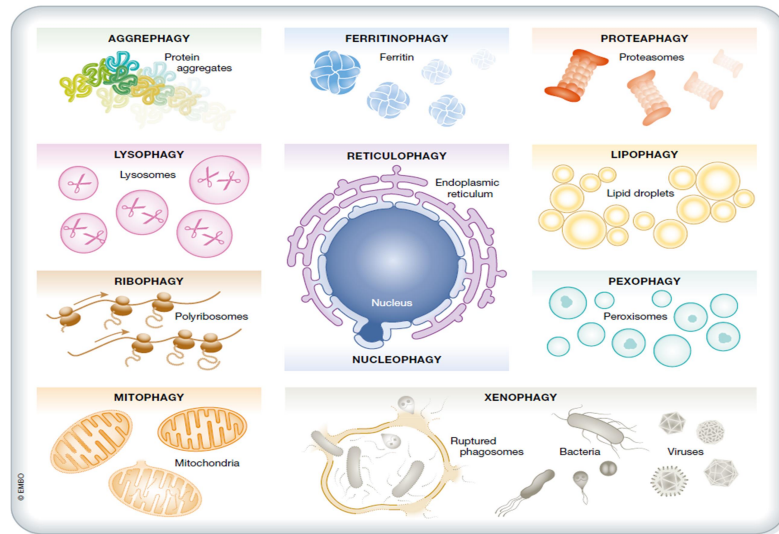 AGGREPHAGY
Protein
aggregates
FERRITINOPHAGY
Ferritin
PROTEAPHAGY
Proteasomes
LYSOPHAGY
Lysosomes
RETICULOPHAGY
Endoplasmic
reticulum
Nucleus
NUCLEOPHAGY
LIPOPHAGY
Lipid droplets
RIBOPHAGY
Polyribosomes
PEXOPHAGY
Peroxisomes
MITOPHAGY
Mitochondria
XENOPHAGY
Ruptured
phagosomes
Bacteria
Viruses
© EMBO